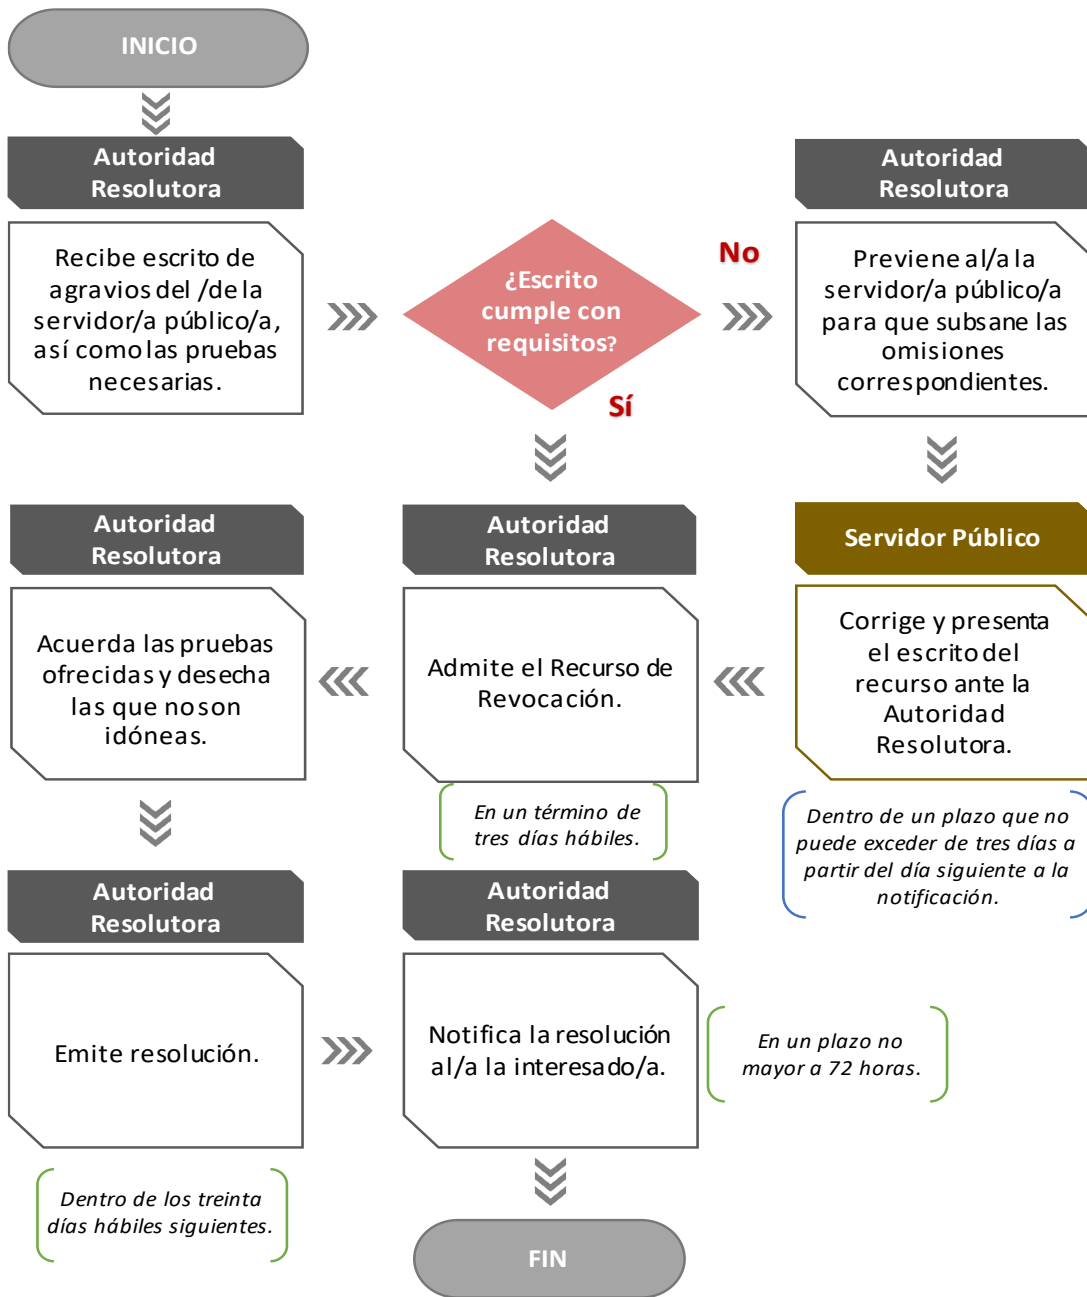 INICIO
Autoridad
Resolutora
Recibe escrito de
agravios del /de la
servidor/a público/a,
así como las pruebas
necesarias.
¿Escrito
cumple con
requisitos?
No
Sí
Autoridad
Resolutora
Previene al/a la
servidor/a público/a
para que subsane las
omisiones
correspondientes.
Servidor Público
Corrige y presenta
el escrito del
recurso ante la
Autoridad
Resolutora.
Dentro de un plazo que no
puede exceder de tres días a
partir del día siguiente a la
notificación.
Autoridad
Resolutora
Admite el Recurso de
Revocación.
En un término de
tres días hábiles.
Autoridad
Resolutora
Acuerda las pruebas
ofrecidas y desecha
las que no son
idóneas.
Autoridad
Resolutora
Emite resolución.
Dentro de los treinta
días hábiles siguientes.
Autoridad
Resolutora
Notifica la resolución
al/a la interesado/a.
En un plazo no
mayor a 72 horas.
FIN